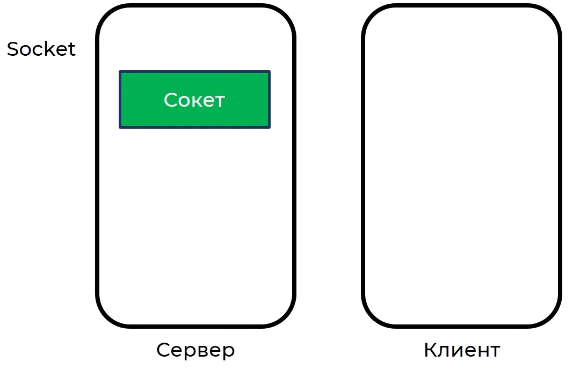 Socket
Сокет
Сервер
Клиент